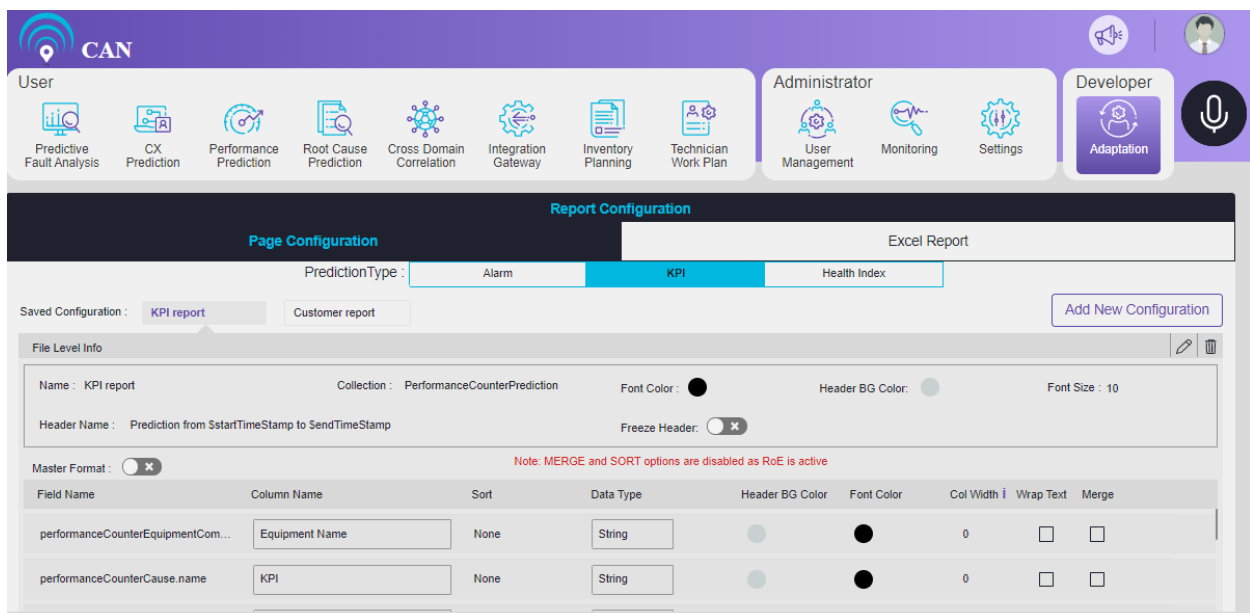 CAN
User
Administrator
Developer
Predictive Fault Analysis
CX Prediction
Performance Prediction
Root Cause Prediction
Cross Domain Correlation
Integration Gateway
Inventory Planning
Technician Work Plan
User Management
Monitoring
Settings
Adaptation
Report Configuration
Page Configuration
Excel Report
PredictionType : Alarm KPI Health Index
Saved Configuration : KPI report Customer report Add New Configuration
File Level Info
Name : KPI report Collection : PerformanceCounterPrediction Font Color : Header BG Color: Font Size : 10
Header Name : Prediction from $startTimeStamp to $endTimeStamp Freeze Header:
Master Format : Note: MERGE and SORT options are disabled as RoE is active
Field Name Column Name Sort Data Type Header BG Color Font Color Col Width i Wrap Text Merge
performanceCounterEquipmentCom... Equipment Name None String 0
performanceCounterCause.name KPI None String 0